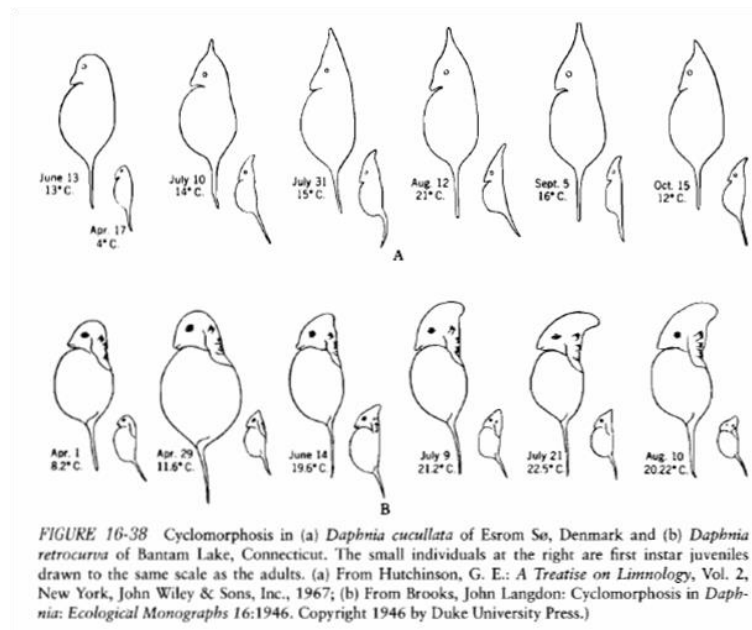 June 13
13°C.
Apr. 17
4°C.
July 10
14°C.
July 31
15°C.
Aug. 12
21°C.
Sept. 5
16°C.
Oct. 15
12°C.
A
Apr. 1
8.2°C.
Apr. 29
11.6°C.
June 14
19.6°C.
July 9
21.2°C.
July 21
22.5°C
Aug. 10
20.22°C.
B
FIGURE 16-38 Cyclomorphosis in (a) Daphnia cucullata of Esrom Sø, Denmark and (b) Daphnia
retrocurva of Bantam Lake, Connecticut. The small individuals at the right are first instar juveniles
drawn to the same scale as the adults. (a) From Hutchinson, G. E.: A Treatise on Limnology, Vol. 2,
New York, John Wiley & Sons, Inc., 1967; (b) From Brooks, John Langdon: Cyclomorphosis in Daph-
nia: Ecological Monographs 16:1946. Copyright 1946 by Duke University Press.)